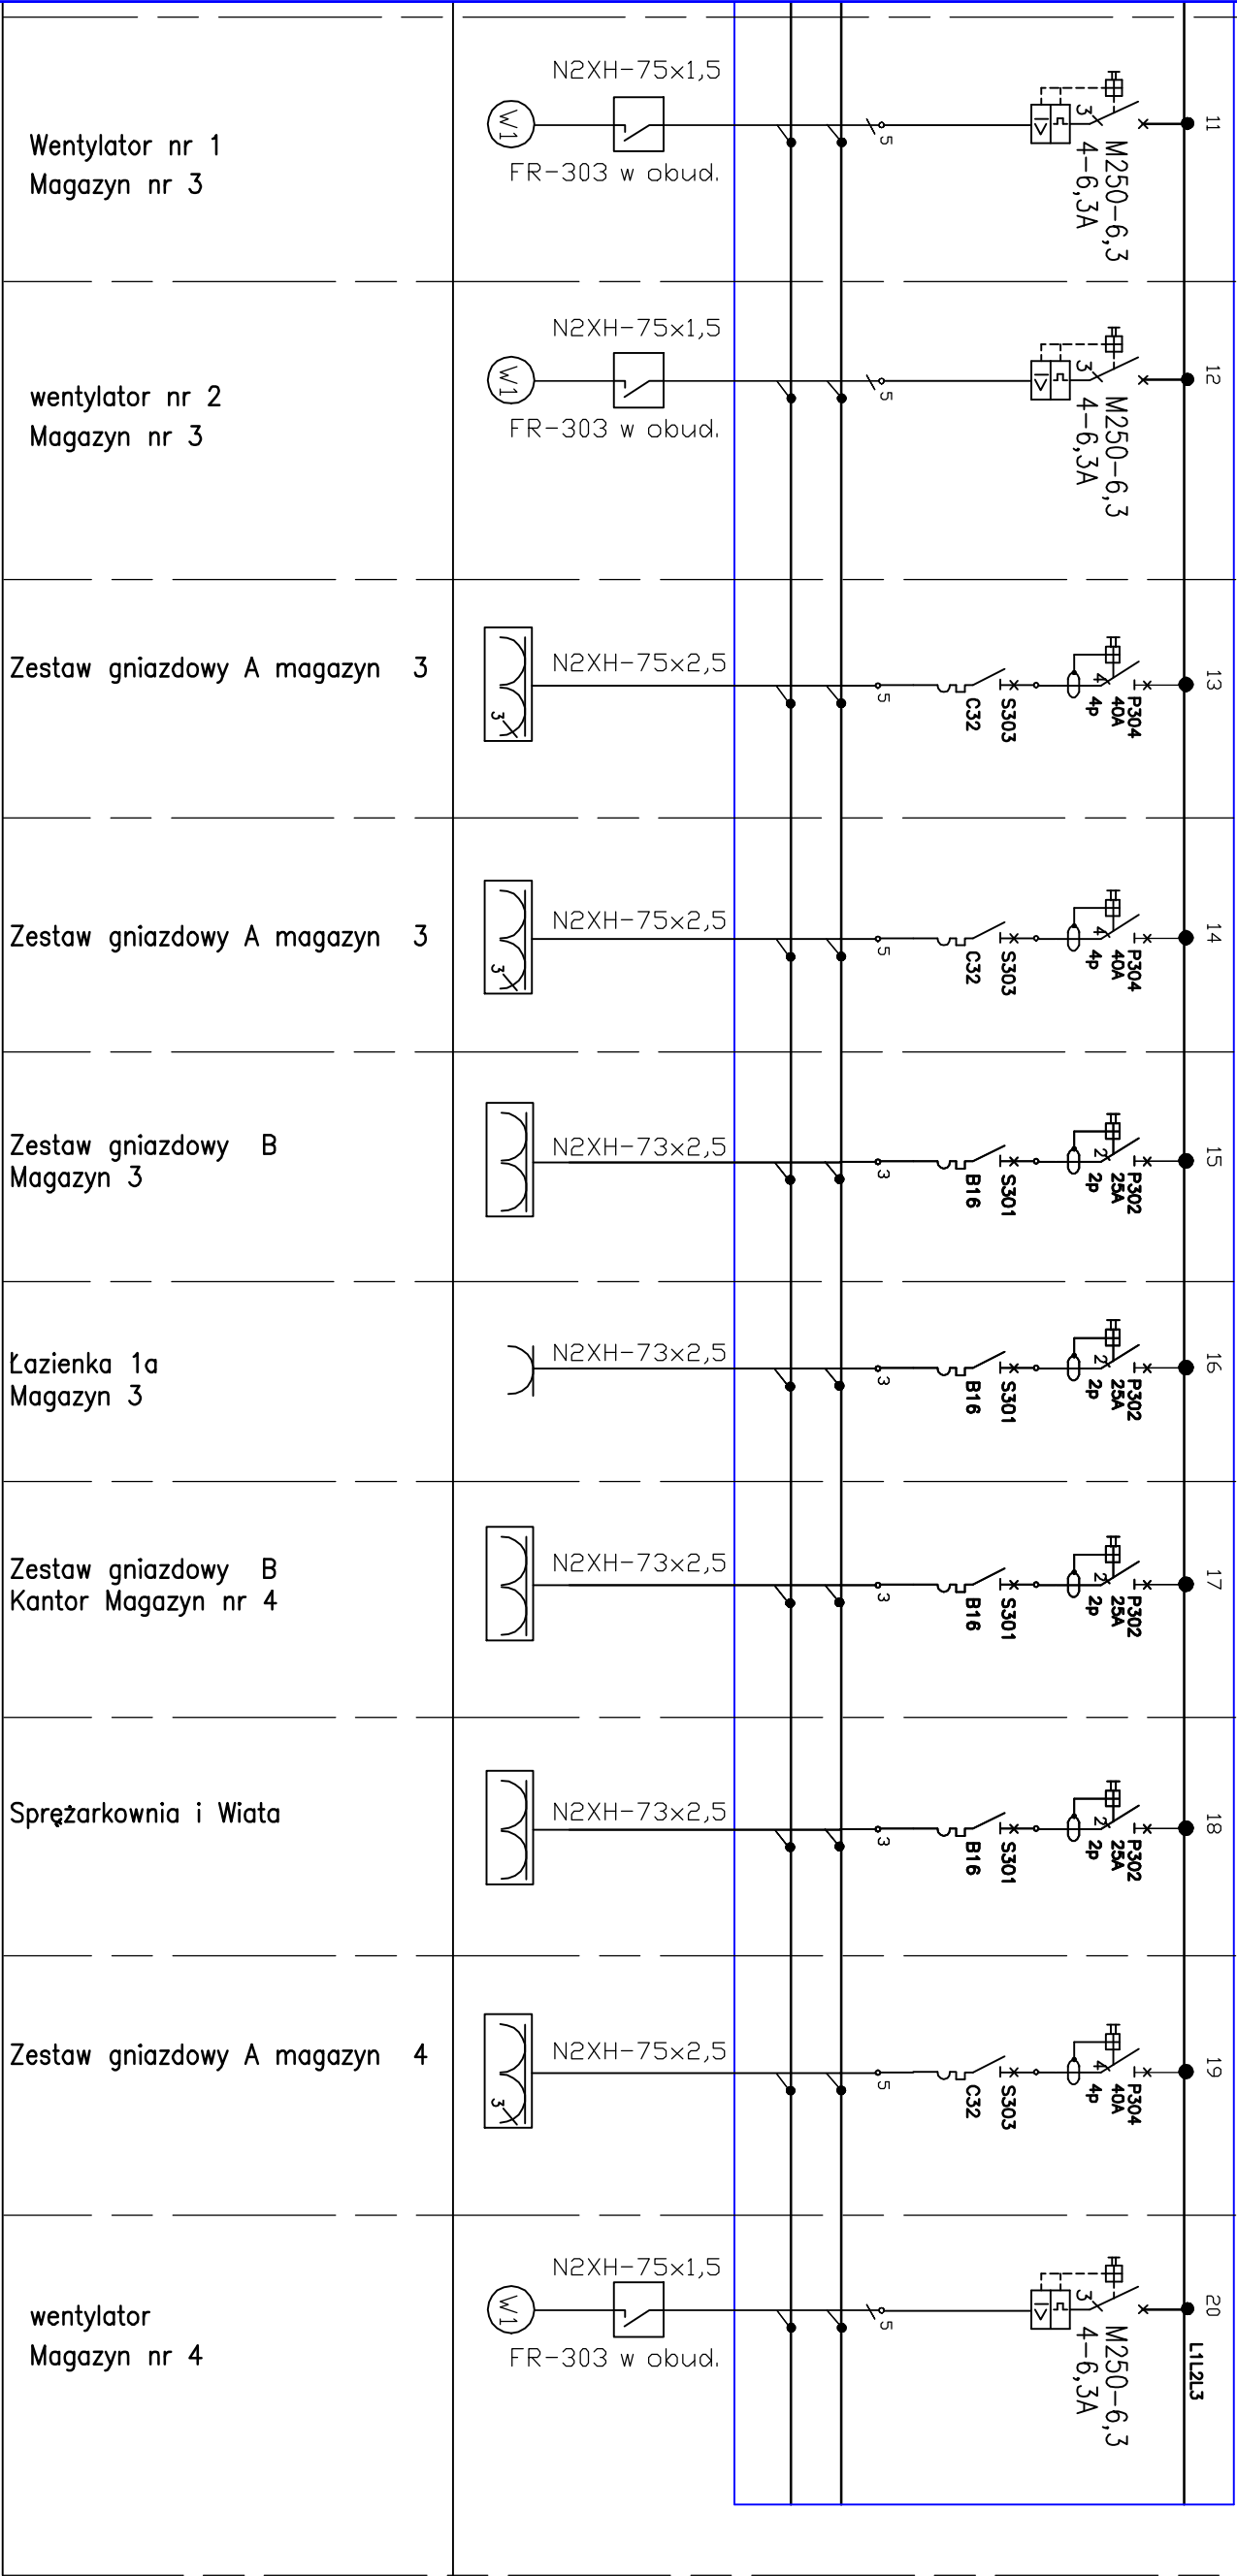 N2XH-75x1,5
11
Wentylator nr 1
Magazyn nr 3
W1
FR-303 w obud.
5
3
M250-6,3
4-6,3A
N2XH-75x1,5
12
wentylator nr 2
Magazyn nr 3
W1
FR-303 w obud.
5
3
M250-6,3
4-6,3A
Zestaw gniazdowy A magazyn 3
3
N2XH-75x2,5
5
C32
S303
4
4p
40A
P304
13
Zestaw gniazdowy A magazyn 3
3
N2XH-75x2,5
5
C32
S303
4
4p
40A
P304
14
Zestaw gniazdowy B
Magazyn 3
N2XH-73x2,5
3
B16
S301
2
2p
25A
P302
15
Łazienka 1a
Magazyn 3
N2XH-73x2,5
3
B16
S301
2
2p
25A
P302
16
Zestaw gniazdowy B
Kantor Magazyn nr 4
N2XH-73x2,5
3
B16
S301
2
2p
25A
P302
17
Sprężarkownia i Wiata
N2XH-73x2,5
3
B16
S301
2
2p
25A
P302
18
Zestaw gniazdowy A magazyn 4
3
N2XH-75x2,5
5
C32
S303
4
4p
40A
P304
19
N2XH-75x1,5
20
wentylator
Magazyn nr 4
W1
FR-303 w obud.
5
3
M250-6,3
4-6,3A
L1L2L3